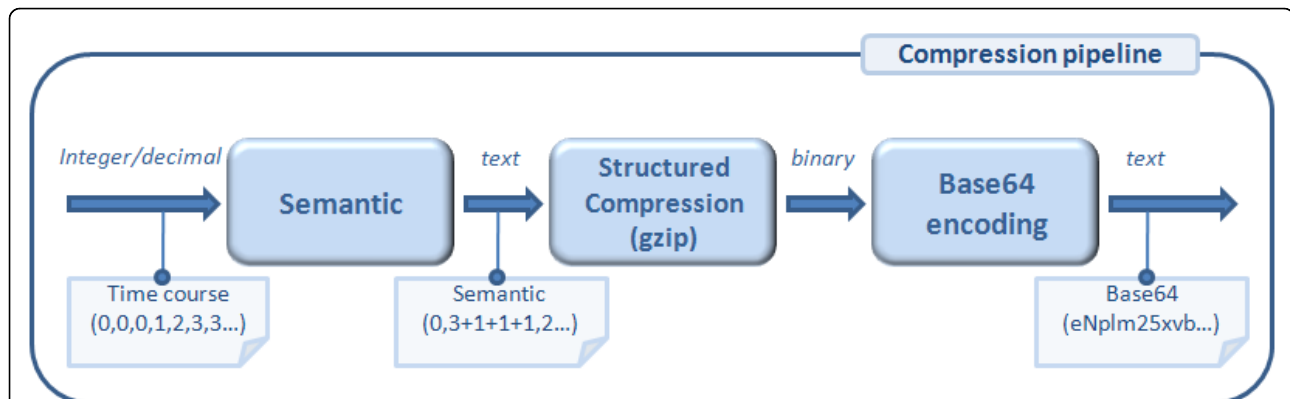 Compression pipeline
Integer/decimal
Semantic
text
Structured
Compression
(gzip)
binary
Base64
encoding
text
Time course
(0,0,0,1,2,3,3...)
Semantic
(0,3+1+1+1,2...)
Base64
(eNplm25xvb...)